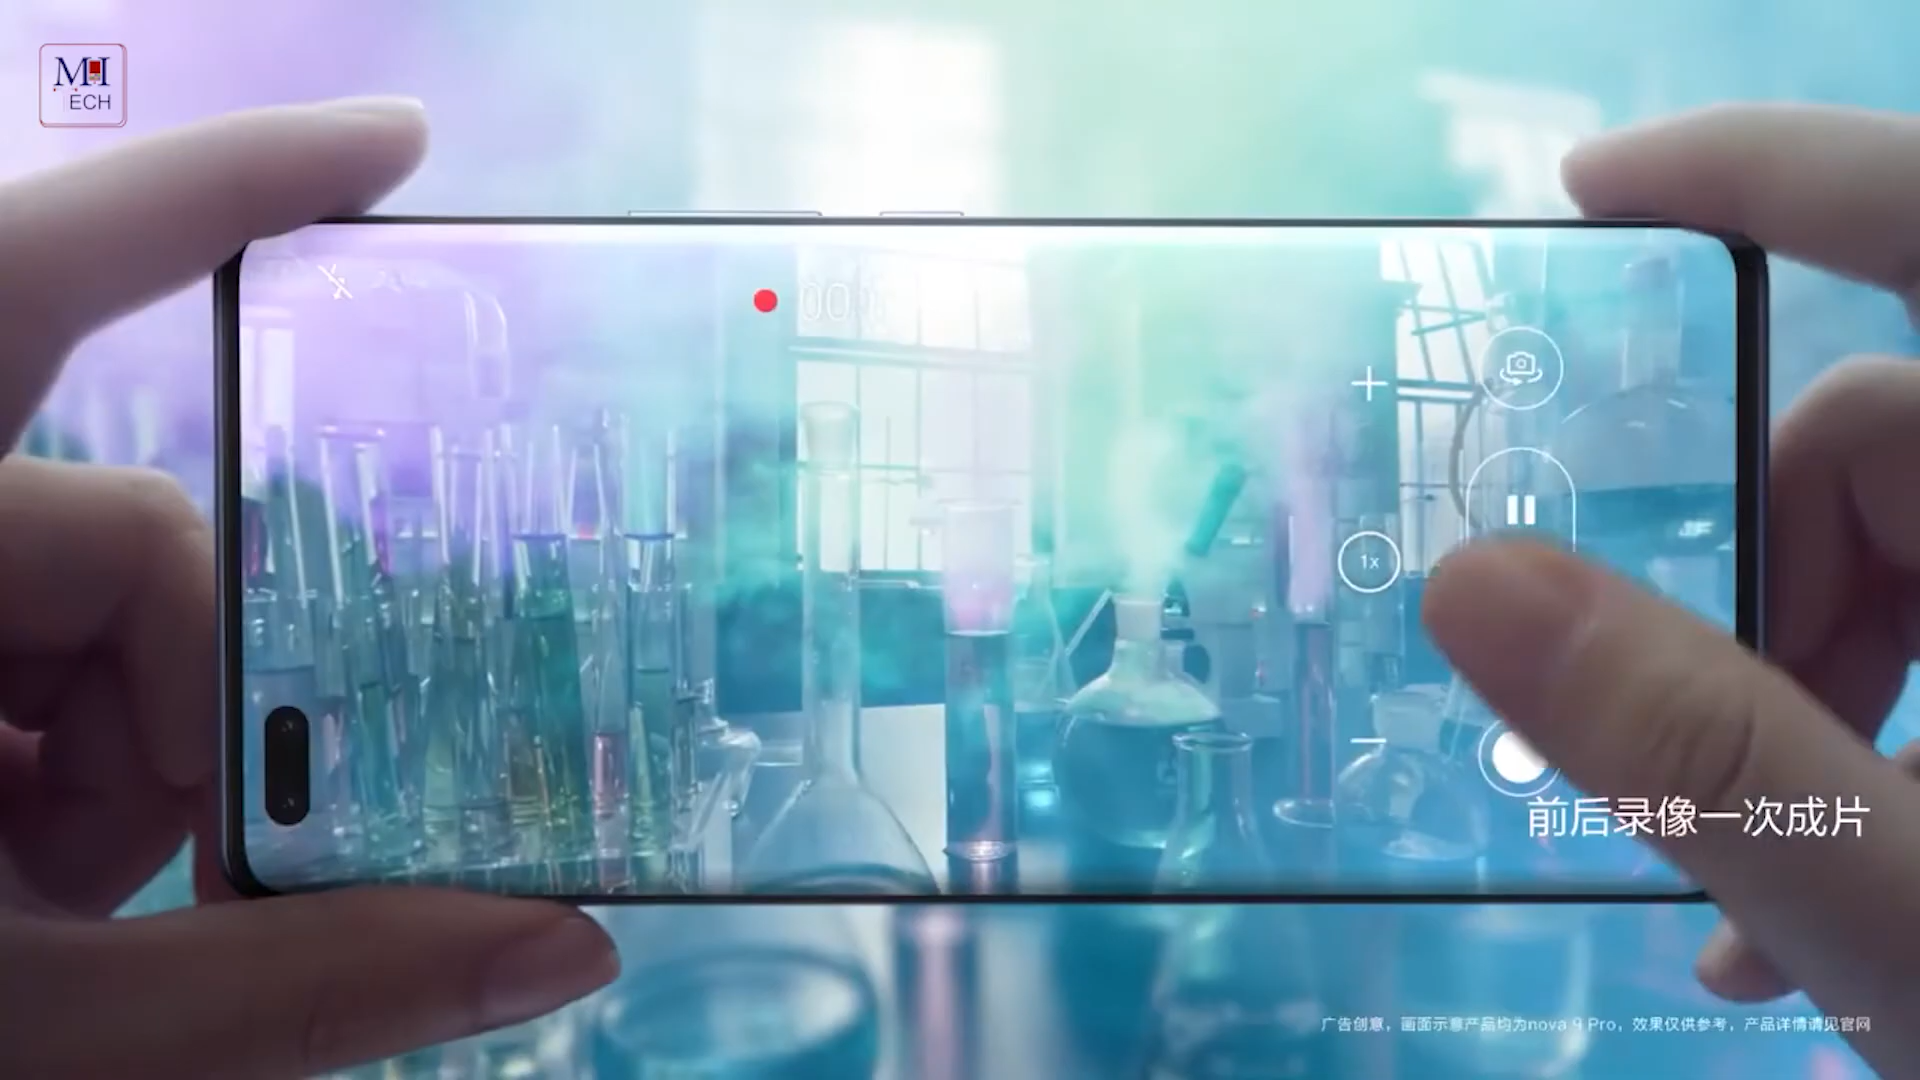 MI
ECH
00:
1x
前后录像一次成片
广告创意，画面示意产品均为nova 9 Pro，效果仅供参考，产品详情请见官网